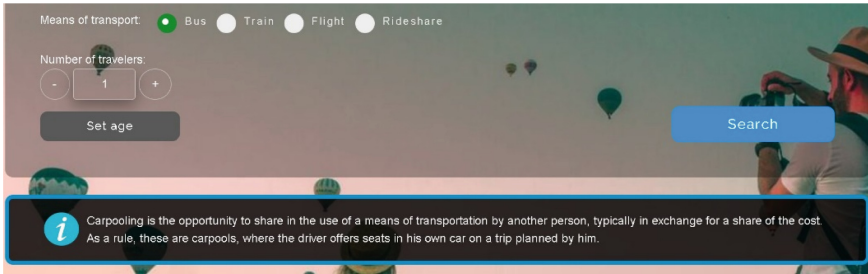 Means of transport: Bus Train Flight Rideshare
Number of travelers:
- 1 +
Set age
Search
i Carpooling is the opportunity to share in the use of a means of transportation by another person, typically in exchange for a share of the cost.
As a rule, these are carpools, where the driver offers seats in his own car on a trip planned by him.